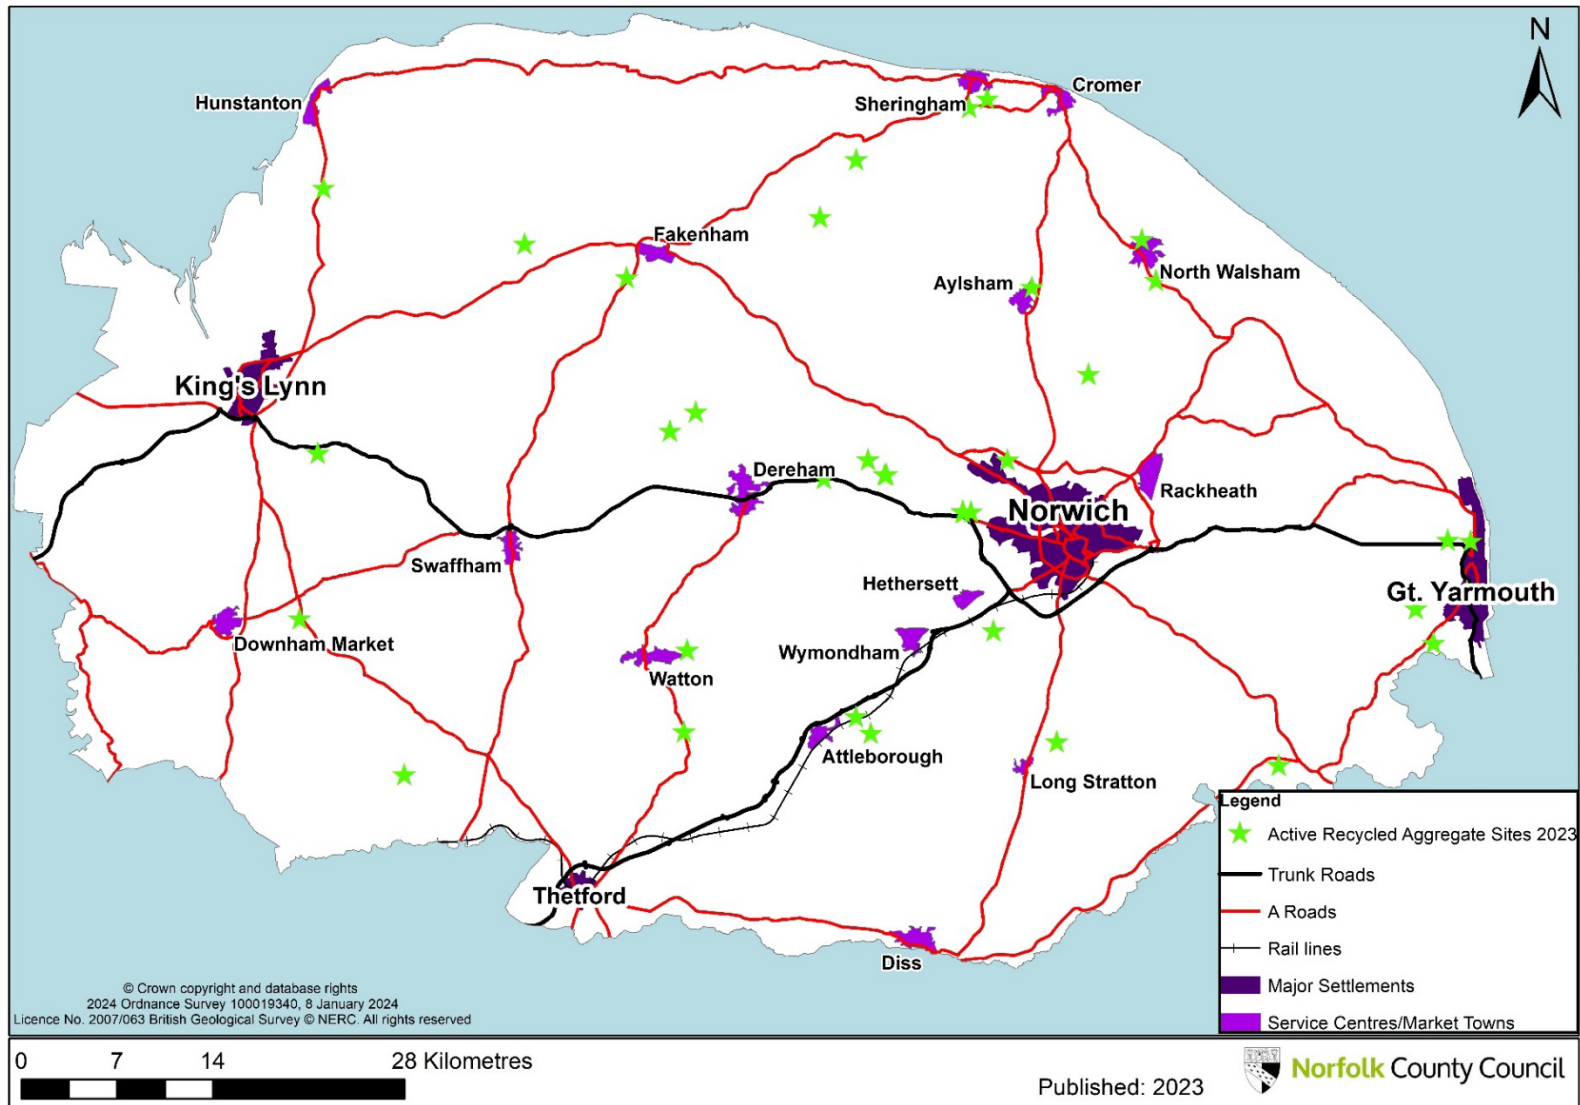 N
Hunstanton
Sheringham
Cromer
Fakenham
Aylsham
North Walsham
King's Lynn
Dereham
Rackheath
Norwich
Swaffham
Hethersett
Gt. Yarmouth
Downham Market
Wymondham
Watton
Attleborough
Long Stratton
Thetford
Diss
Legend
Active Recycled Aggregate Sites 2023
Trunk Roads
A Roads
Rail lines
Major Settlements
Service Centres/Market Towns
© Crown copyright and database rights
2024 Ordnance Survey 100019340, 8 January 2024
Licence No. 2007/063 British Geological Survey © NERC. All rights reserved
0 7 14 28 Kilometres
Published: 2023
Norfolk County Council